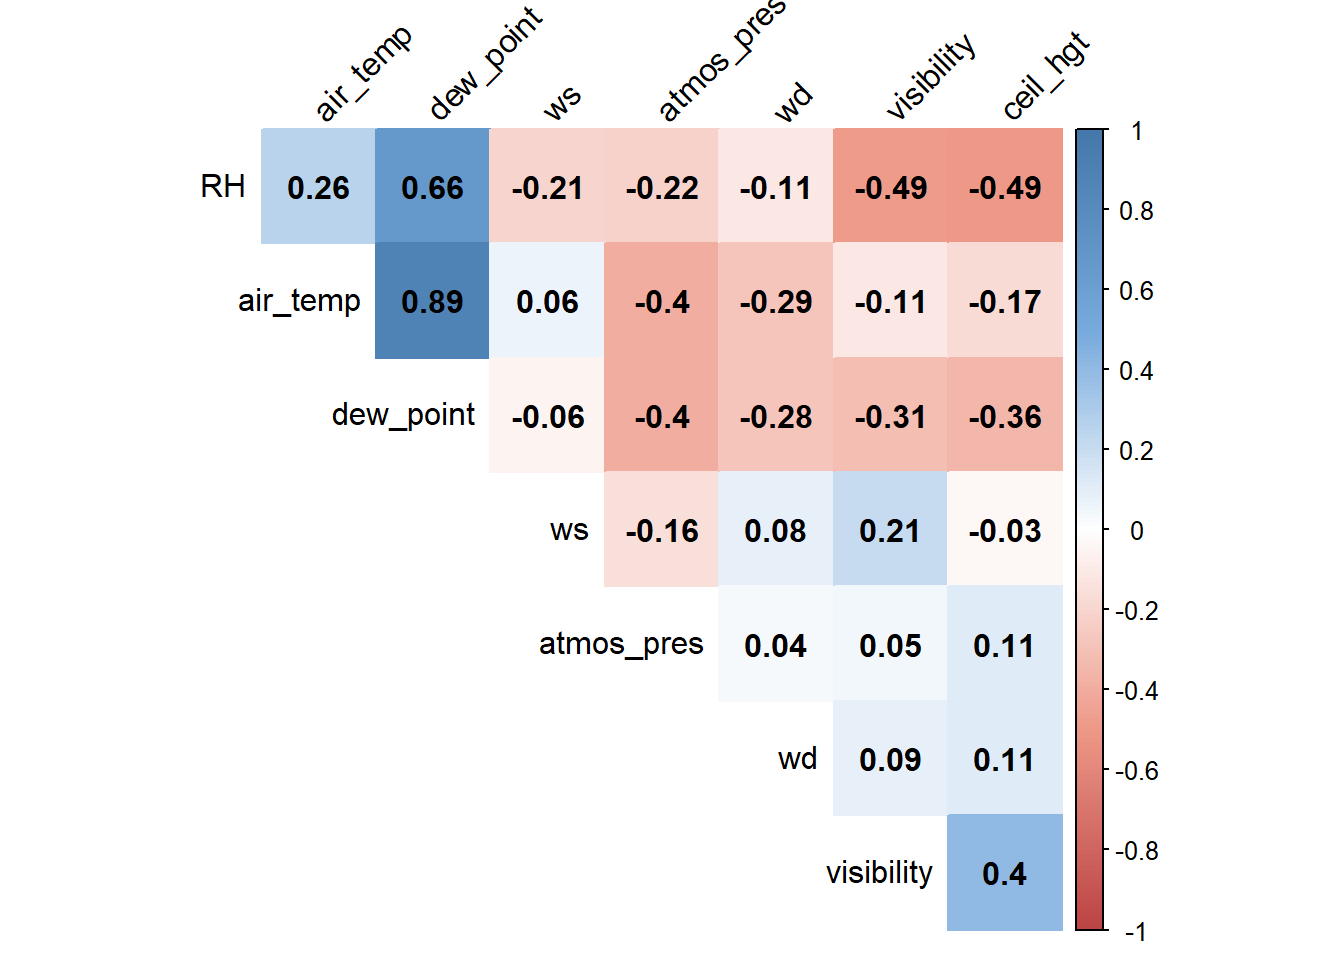 air_temp dew_point ws atmos_pres wd visibility ceil_hgt
RH 0.26 0.66 -0.21 -0.22 -0.11 -0.49 -0.49
air_temp 0.89 0.06 -0.4 -0.29 -0.11 -0.17
dew_point -0.06 -0.4 -0.28 -0.31 -0.36
ws -0.16 0.08 0.21 -0.03
atmos_pres 0.04 0.05 0.11
wd 0.09 0.11
visibility 0.4
1
0.8
0.6
0.4
0.2
0
-0.2
-0.4
-0.6
-0.8
-1